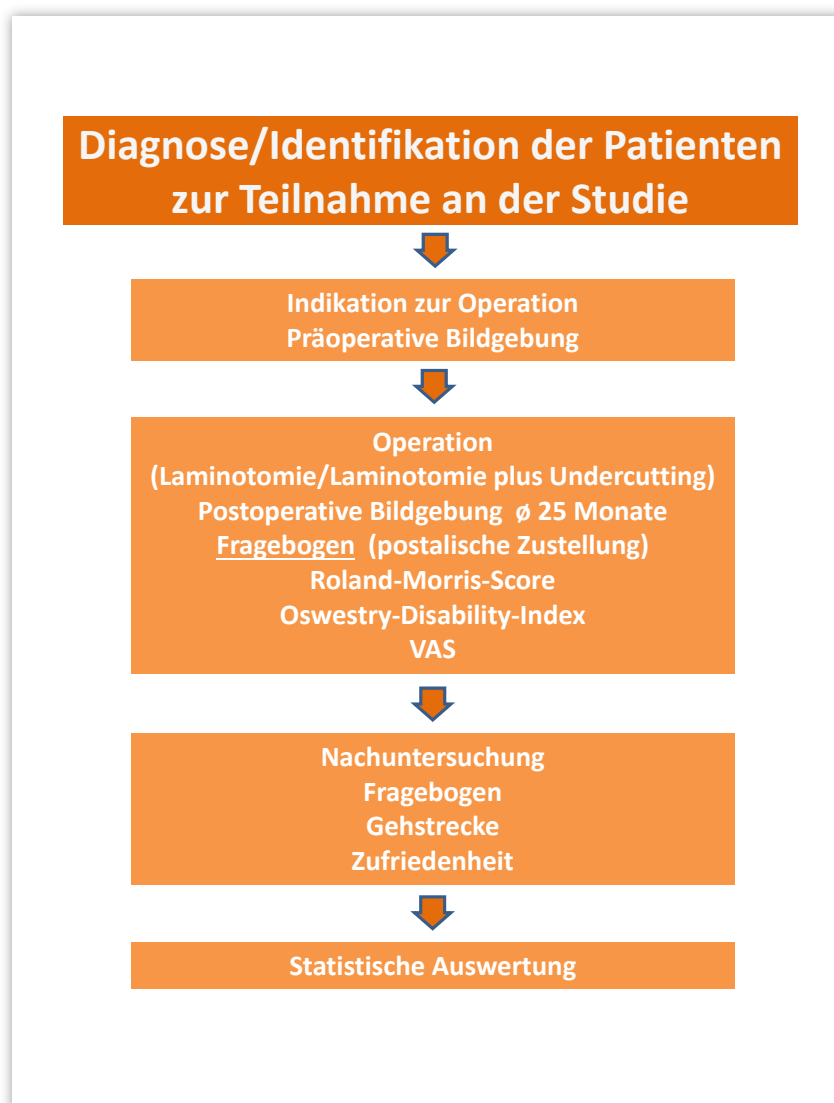 Diagnose/Identifikation der Patienten
zur Teilnahme an der Studie
Indikation zur Operation
Präoperative Bildgebung
Operation
(Laminotomie/Laminotomie plus Undercutting)
Postoperative Bildgebung ø 25 Monate
Fragebogen (postalische Zustellung)
Roland-Morris-Score
Oswestry-Disability-Index
VAS
Nachuntersuchung
Fragebogen
Gehstrecke
Zufriedenheit
Statistische Auswertung